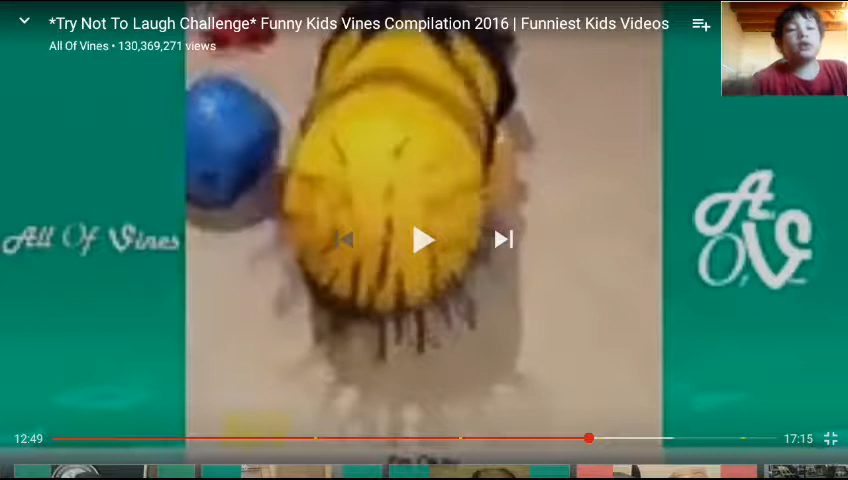 *Try Not To Laugh Challenge* Funny Kids Vines Compilation 2016 | Funniest Kids Videos
All Of Vines • 130,369,271 views
All Of Vines
A
O, V
12:49
17:15
I'm Okay